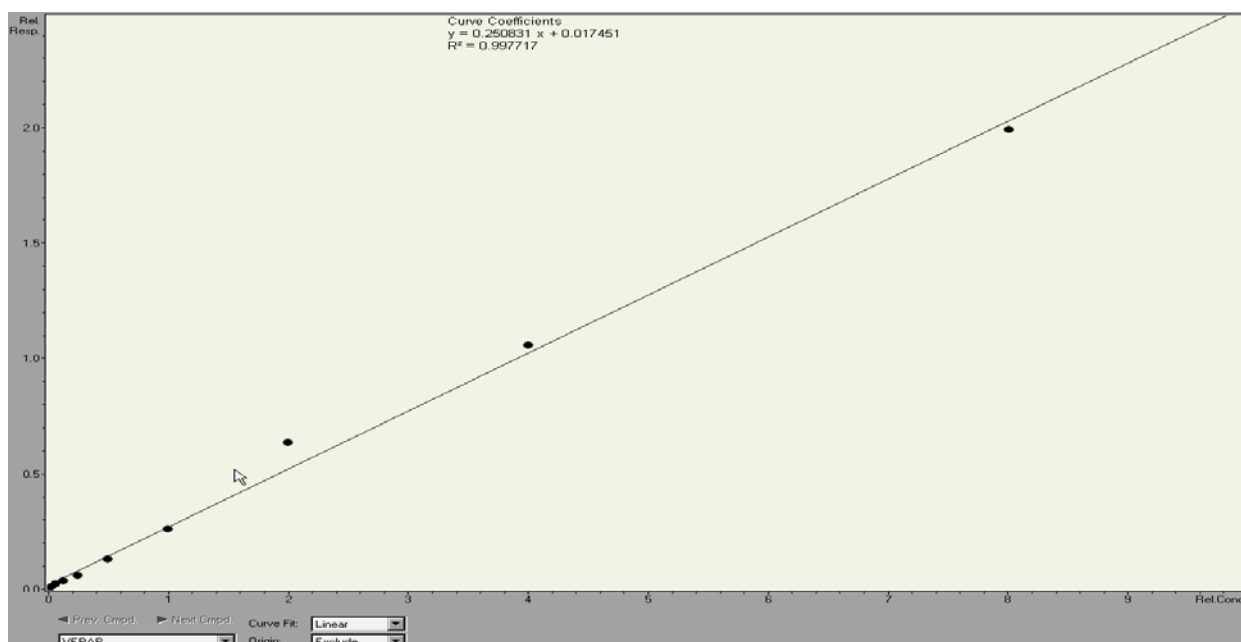 Rel.
Resp.
Curve Coefficients
y = 0.250831 x + 0.017451
R² = 0.997717
2.0
1.5
1.0
0.5
0.0
0 1 2 3 4 5 6 7 8 9 Rel.Conc
◄ Prev. Cmpd. ► Next Cmpd. Curve Fit: Linear
VERAP Origin: Exclude